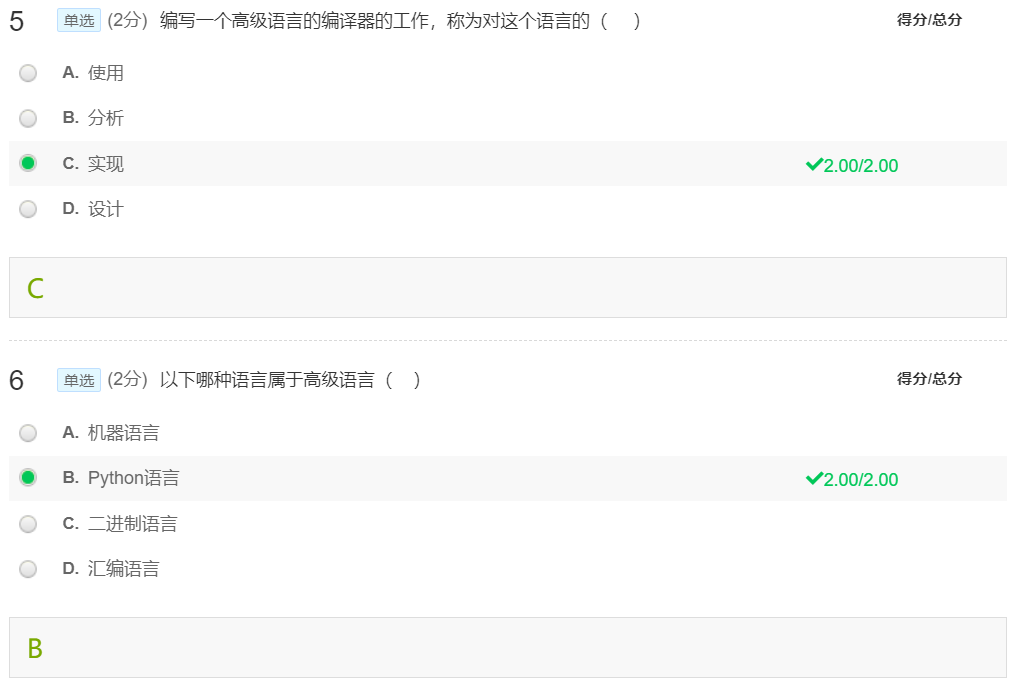 5 单选 (2分) 编写一个高级语言的编译器的工作，称为对这个语言的（ ） 得分/总分
A. 使用
B. 分析
C. 实现 2.00/2.00
D. 设计
C
6 单选 (2分) 以下哪种语言属于高级语言（ ） 得分/总分
A. 机器语言
B. Python语言 2.00/2.00
C. 二进制语言
D. 汇编语言
B